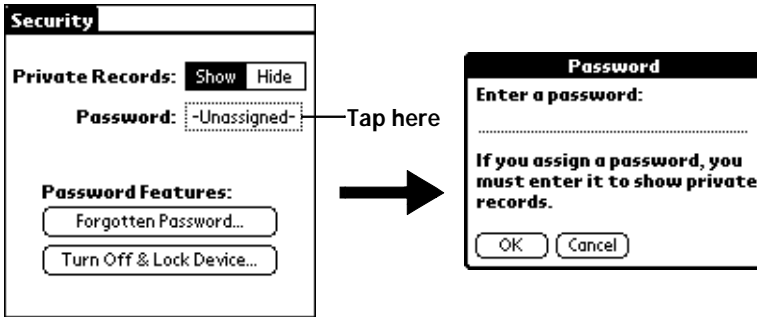 Security
Private Records: Show Hide
Password: -Unassigned-
Tap here
Password Features:
Forgotten Password...
Turn Off & Lock Device...
Password
Enter a password:
If you assign a password, you
must enter it to show private
records.
OK Cancel